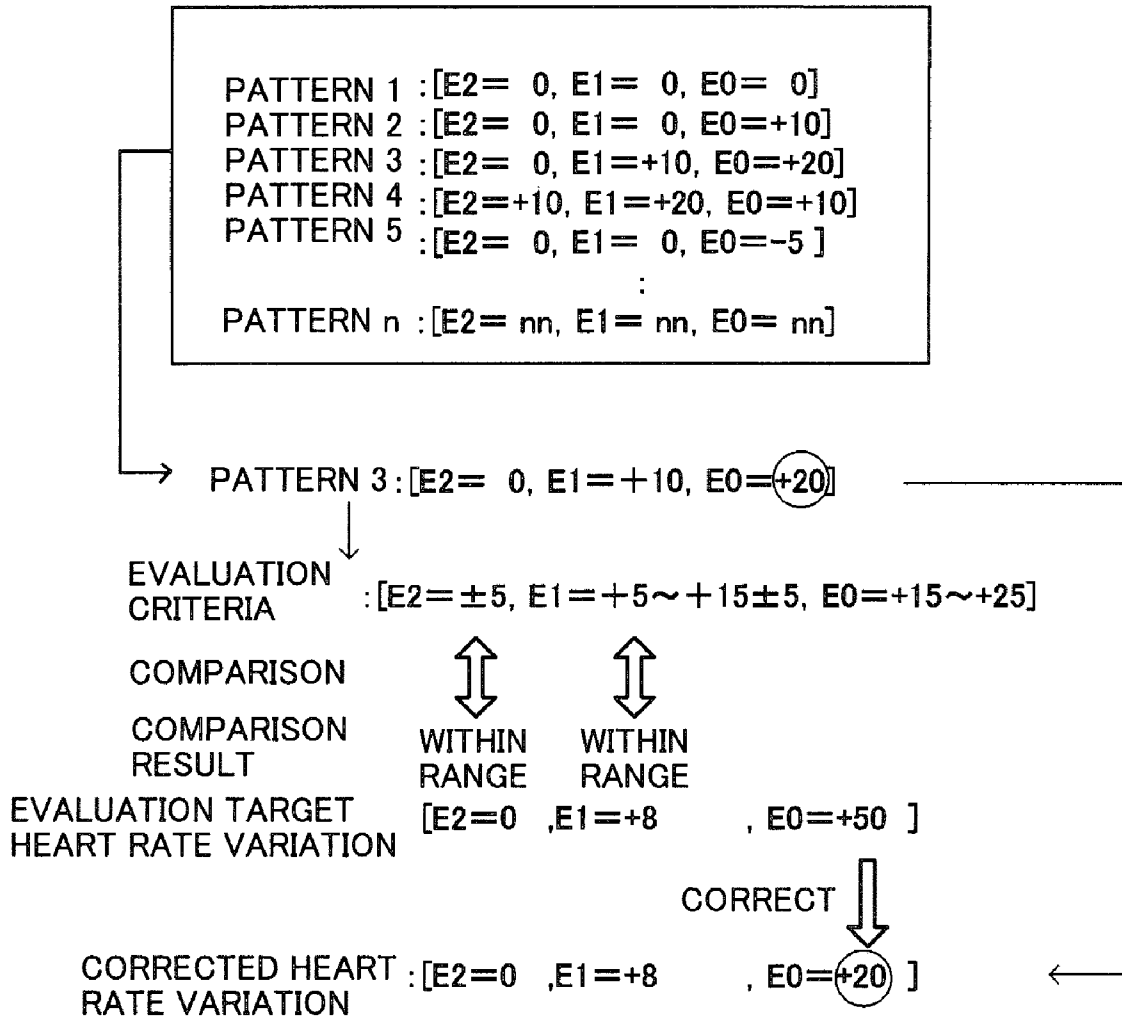 PATTERN 1 :[E2= 0, E1= 0, E0= 0]
PATTERN 2 :[E2= 0, E1= 0, E0=+10]
PATTERN 3 :[E2= 0, E1=+10, E0=+20]
PATTERN 4 :[E2=+10, E1=+20, E0=+10]
PATTERN 5 :[E2= 0, E1= 0, E0=-5 ]
:
PATTERN n :[E2= nn, E1= nn, E0= nn]
PATTERN 3:[E2= 0, E1=+10, E0=+20]
EVALUATION
CRITERIA :[E2=±5, E1=+5~+15±5, E0=+15~+25]
COMPARISON
COMPARISON
RESULT
WITHIN
RANGE
WITHIN
RANGE
EVALUATION TARGET
HEART RATE VARIATION
[E2=0 ,E1=+8 , E0=+50 ]
CORRECT
CORRECTED HEART
RATE VARIATION
:[E2=0 ,E1=+8 , E0=+20 ]